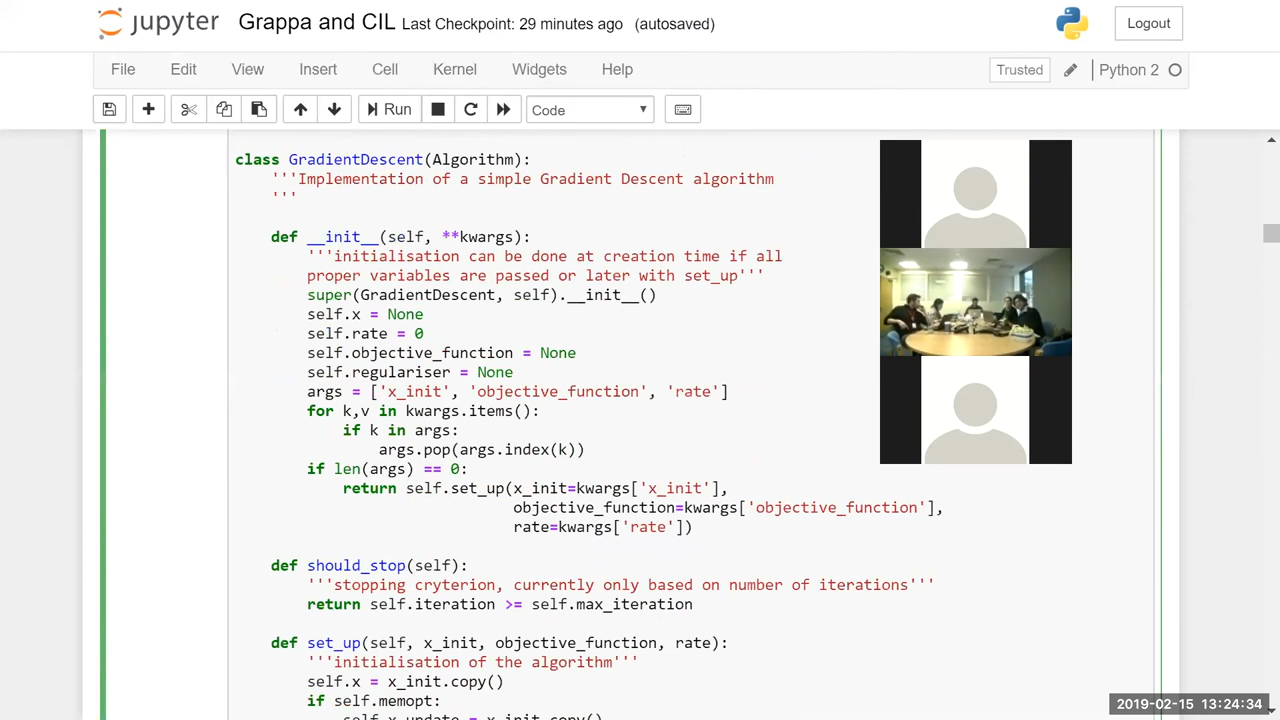 jupyter Grappa and CIL Last Checkpoint: 29 minutes ago (autosaved) Logout
File Edit View Insert Cell Kernel Widgets Help Trusted Python 2
Run Code
class GradientDescent(Algorithm):
'''Implementation of a simple Gradient Descent algorithm
'''
def __init__(self, **kwargs):
'''initialisation can be done at creation time if all
proper variables are passed or later with set_up'''
super(GradientDescent, self).__init__()
self.x = None
self.rate = 0
self.objective_function = None
self.regulariser = None
args = ['x_init', 'objective_function', 'rate']
for k,v in kwargs.items():
if k in args:
args.pop(args.index(k))
if len(args) == 0:
return self.set_up(x_init=kwargs['x_init'],
objective_function=kwargs['objective_function'],
rate=kwargs['rate'])
def should_stop(self):
'''stopping cryterion, currently only based on number of iterations'''
return self.iteration >= self.max_iteration
def set_up(self, x_init, objective_function, rate):
'''initialisation of the algorithm'''
self.x = x_init.copy()
if self.memopt:
self.x_update = x_init.copy()
2019-02-15 13:24:34